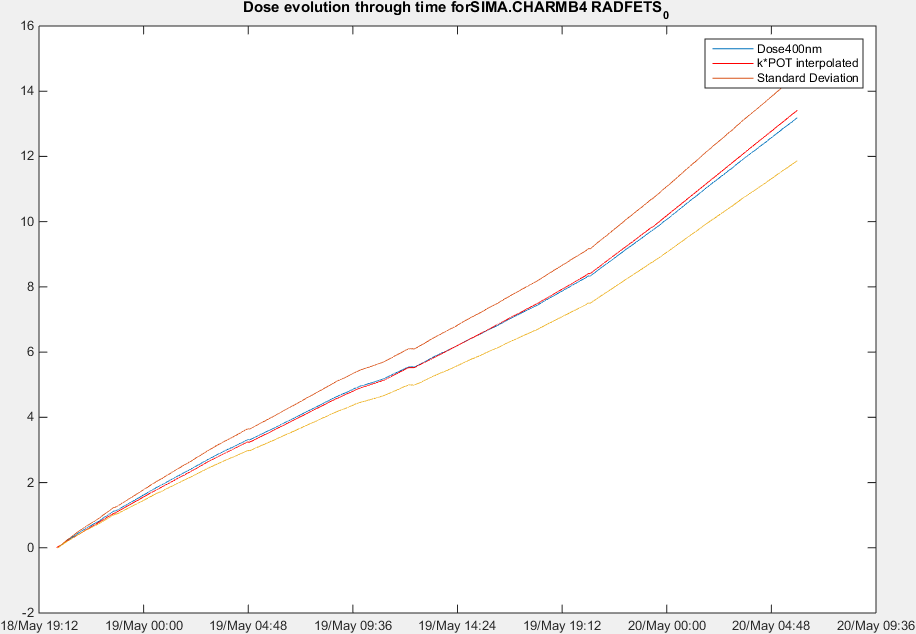 Dose evolution through time forSIMA.CHARMB4 RADFETS0
16
14
12
10
8
6
4
2
0
-2
Dose400nm
k*POT interpolated
Standard Deviation
18/May 19:12 19/May 00:00 19/May 04:48 19/May 09:36 19/May 14:24 19/May 19:12 20/May 00:00 20/May 04:48 20/May 09:36